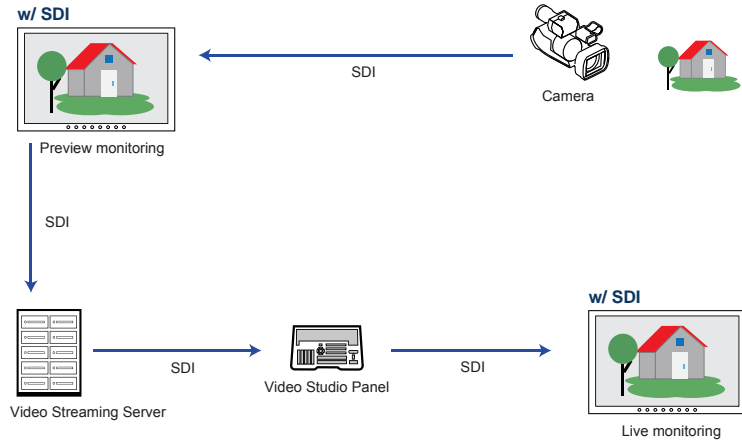 w/ SDI
SDI
Camera
Preview monitoring
SDI
w/ SDI
SDI
SDI
Video Studio Panel
Video Streaming Server
Live monitoring